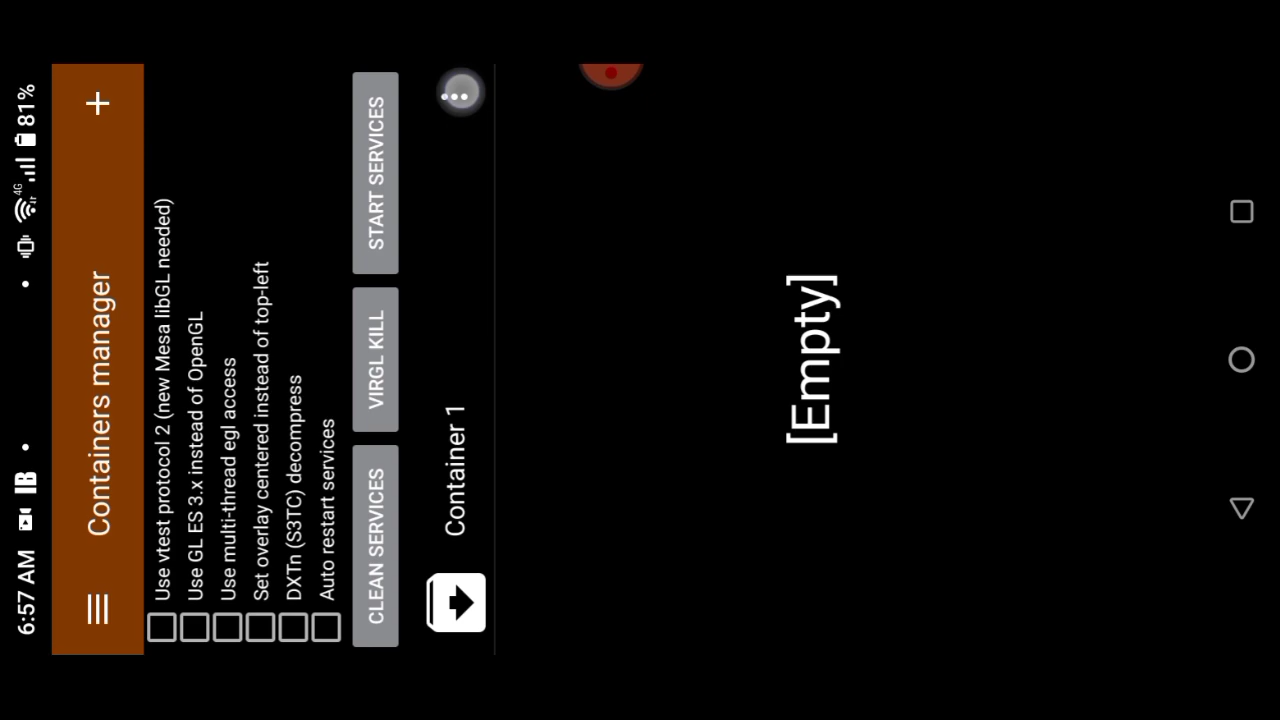 6:57 AM
4G
81%
Containers manager
Use vtest protocol 2 (new Mesa libGL needed)
Use GL ES 3.x instead of OpenGL
Use multi-thread egl access
Set overlay centered instead of top-left
DXTn (S3TC) decompress
Auto restart services
CLEAN SERVICES VIRGL KILL START SERVICES
Container 1
[Empty]